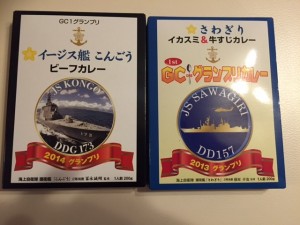 GC1グランプリ
イージス艦 こんごう
ビーフカレー
JS KONGO
DDG 173
2014 グランプリ
さわぎり
イカスミ&牛すじカレー
1st
GC1グランプリカレー
JS SAWAGIRI
DD157
2013 グランプリ